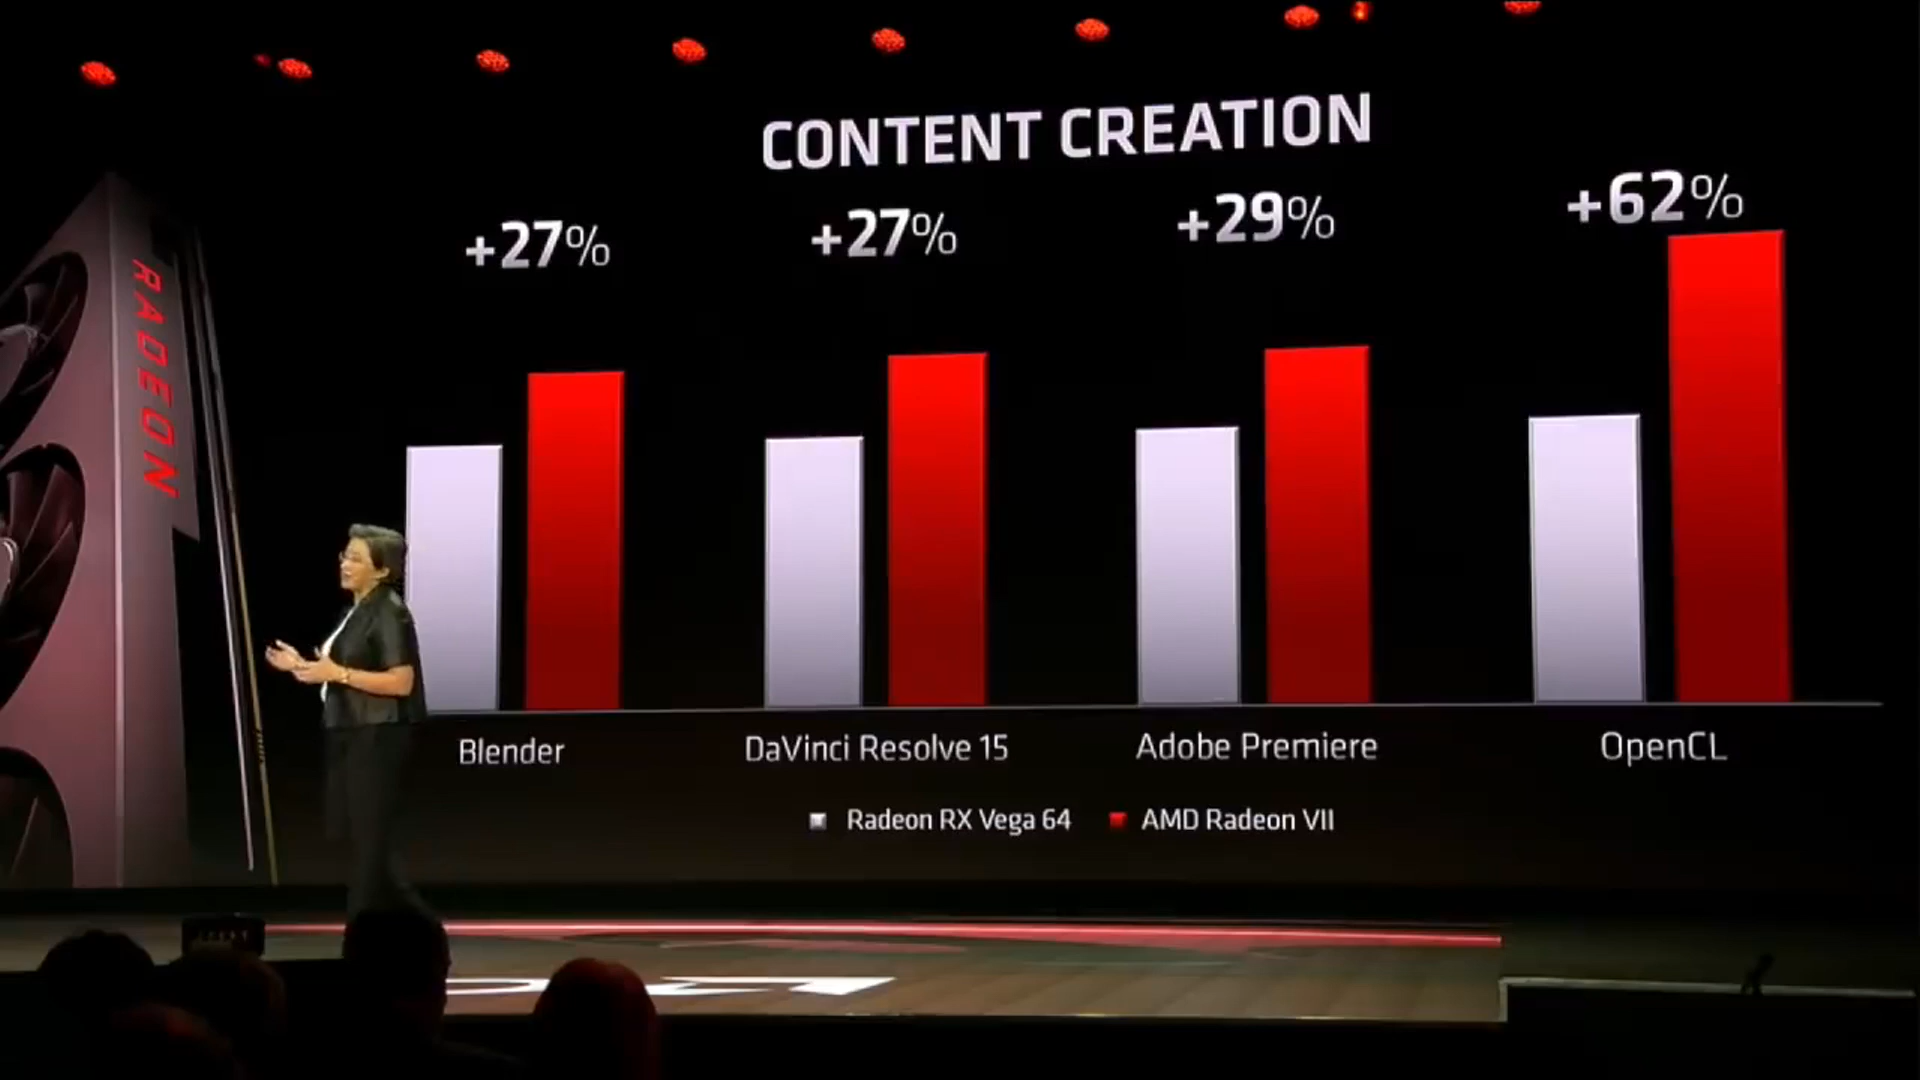 CONTENT CREATION
+27%
+27%
+29%
+62%
RADEON
Blender
DaVinci Resolve 15
Adobe Premiere
OpenCL
Radeon RX Vega 64
AMD Radeon VII